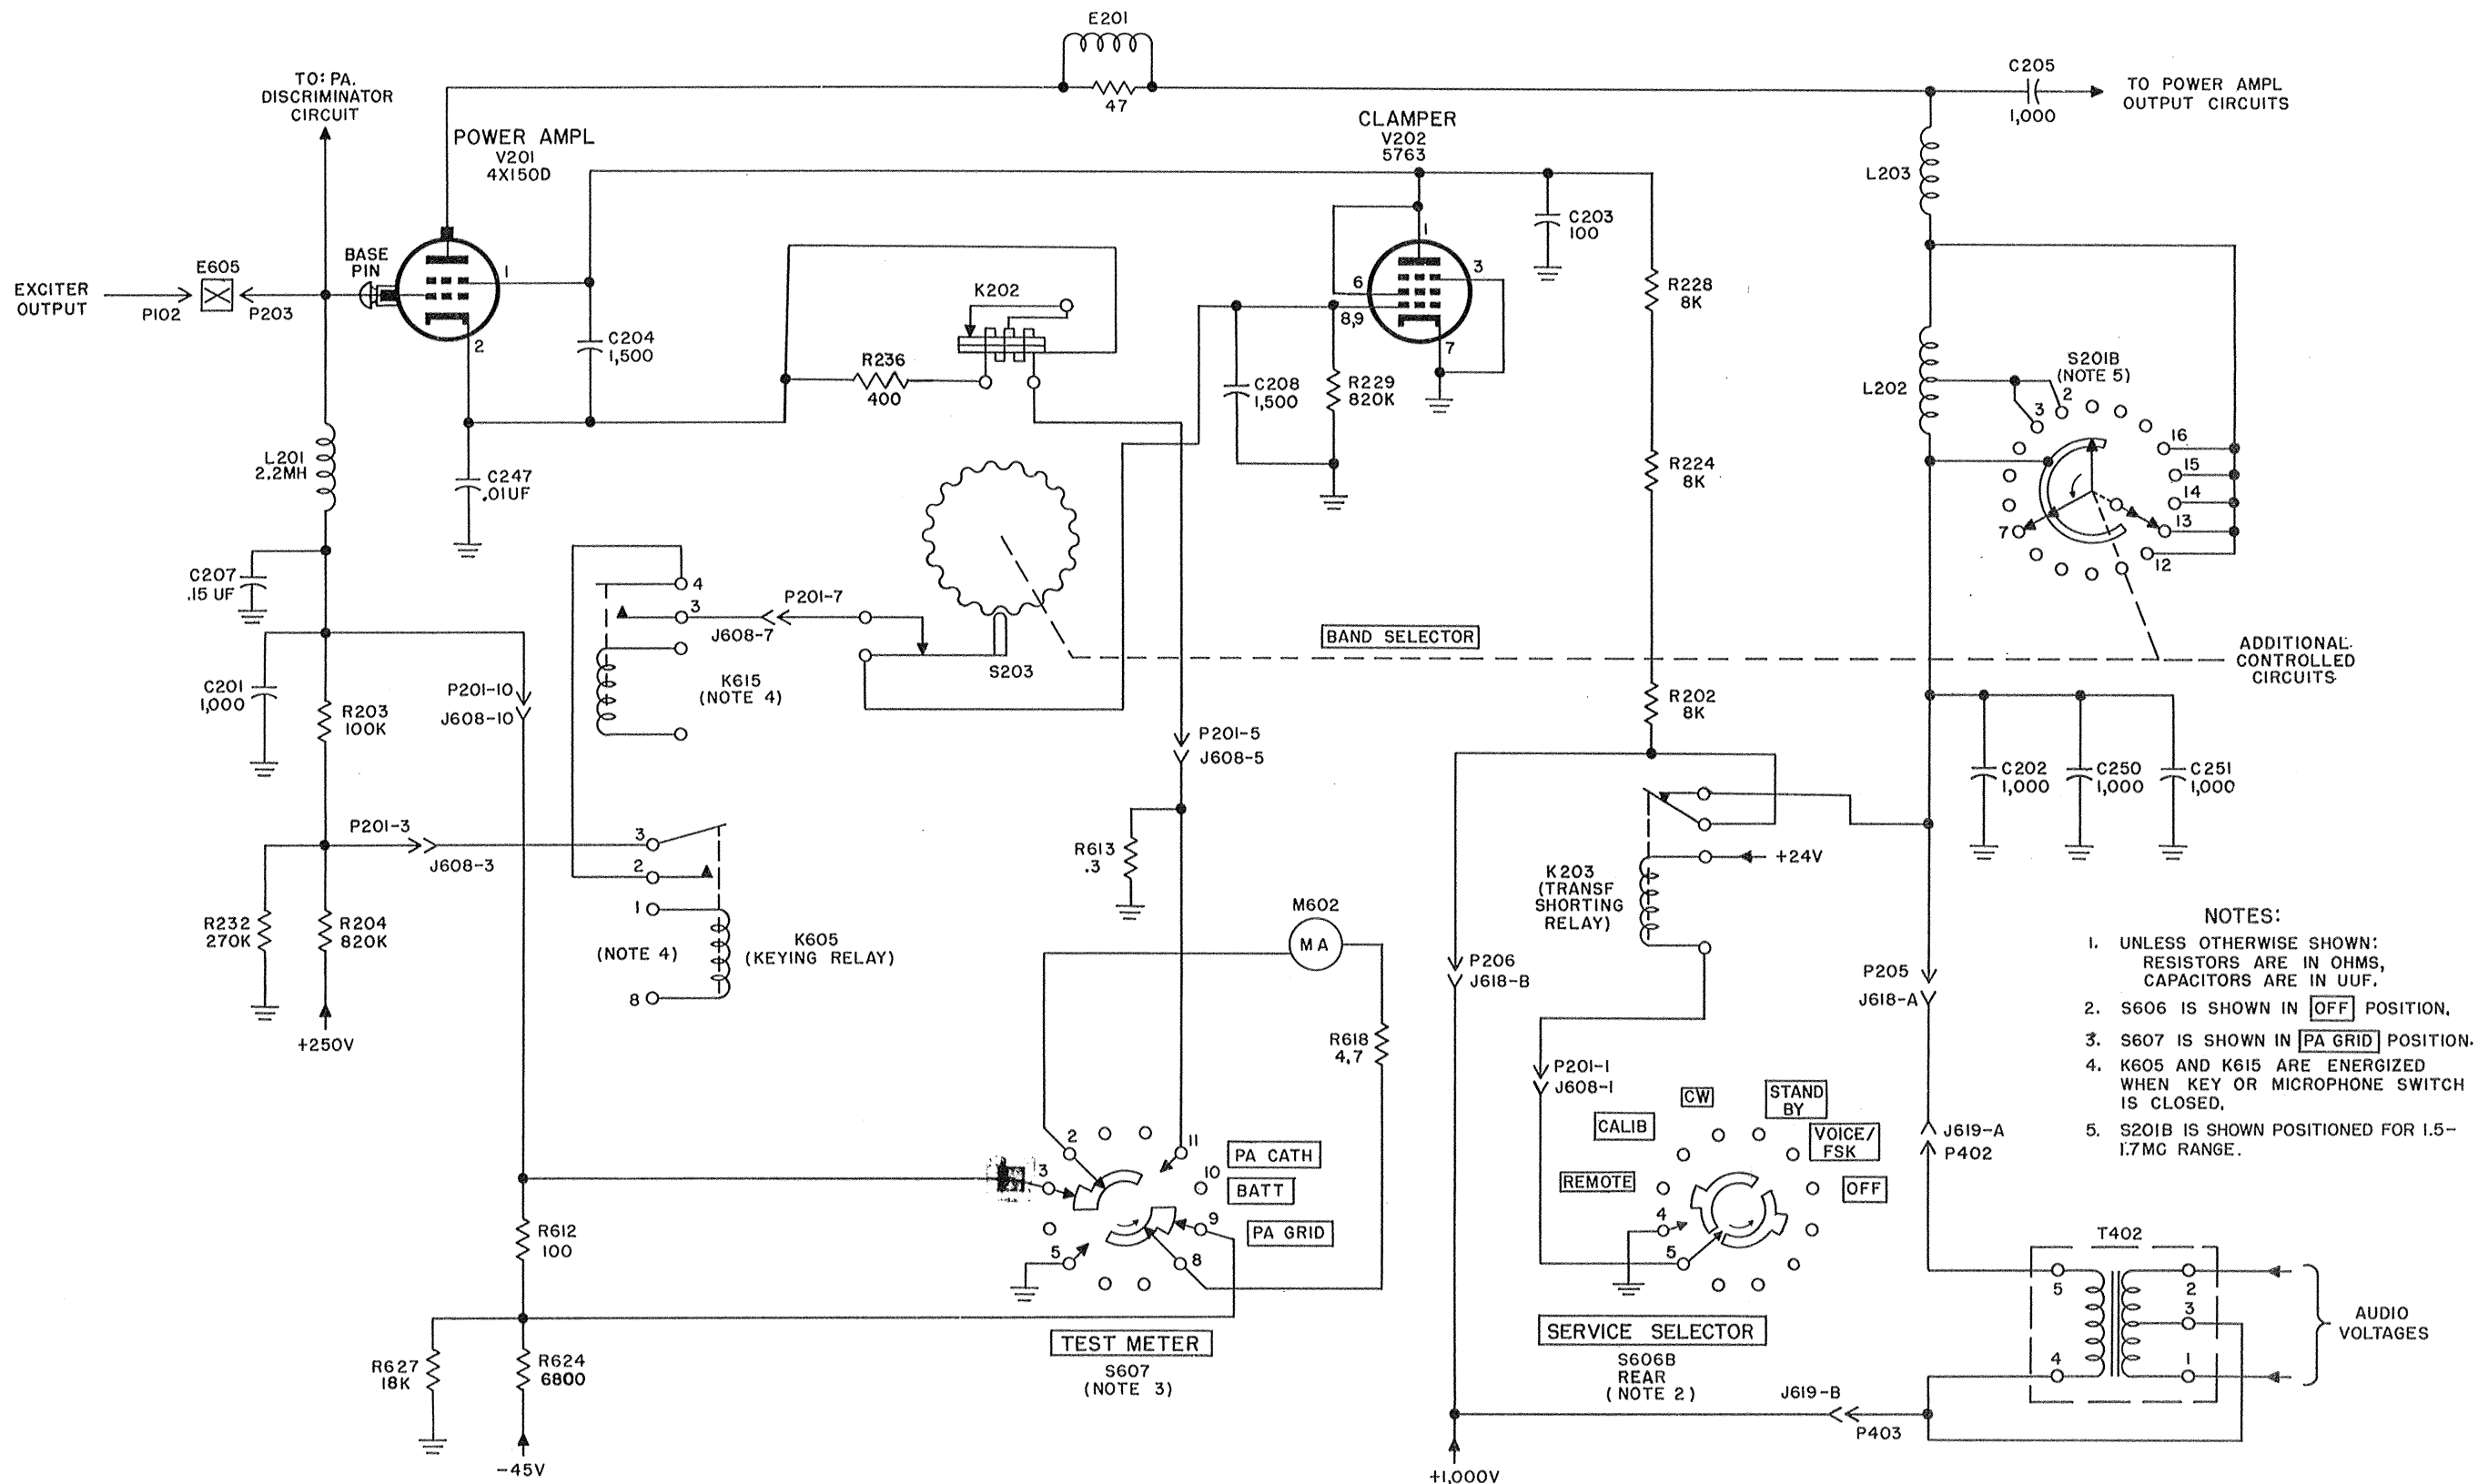 E201
47
TO: PA.
DISCRIMINATOR
CIRCUIT
POWER AMPL
V201
4X150D
CLAMPER
V202
5763
C205
1,000
TO POWER AMPL
OUTPUT CIRCUITS
L203
EXCITER
OUTPUT
P102
E605
P203
BASE
PIN
1
2
C204
1,500
K202
R236
400
1
3
6
8,9
7
C203
100
R228
8K
C208
1,500
R229
820K
L202
S201B
(NOTE 5)
3
2
16
15
14
13
12
7
L201
2.2MH
C247
.01UF
R224
8K
C207
.15 UF
4
3
J608-7
P201-7
K615
(NOTE 4)
S203
BAND SELECTOR
ADDITIONAL
CONTROLLED
CIRCUITS
C201
1,000
R203
100K
P201-10
J608-10
R202
8K
P201-5
J608-5
C202
1,000
C250
1,000
C251
1,000
P201-3
J608-3
3
2
1
8
(NOTE 4)
K605
(KEYING RELAY)
R613
.3
K203
(TRANSF
SHORTING
RELAY)
+24V
R232
270K
R204
820K
+250V
M602
MA
R618
4.7
P206
J618-B
P205
J618-A
NOTES:
1. UNLESS OTHERWISE SHOWN:
RESISTORS ARE IN OHMS,
CAPACITORS ARE IN UUF.
2. S606 IS SHOWN IN OFF POSITION.
3. S607 IS SHOWN IN PA GRID POSITION.
4. K605 AND K615 ARE ENERGIZED
WHEN KEY OR MICROPHONE SWITCH
IS CLOSED.
5. S201B IS SHOWN POSITIONED FOR 1.5-
1.7MC RANGE.
P201-1
J608-1
CW
STAND
BY
CALIB
VOICE/
FSK
REMOTE
OFF
4
5
J619-A
P402
2
11
3
10
9
5
8
PA CATH
BATT
PA GRID
R612
100
TEST METER
S607
(NOTE 3)
SERVICE SELECTOR
S606B
REAR
(NOTE 2)
T402
5
4
2
3
1
AUDIO
VOLTAGES
R627
18K
R624
6800
-45V
J619-B
P403
+1,000V